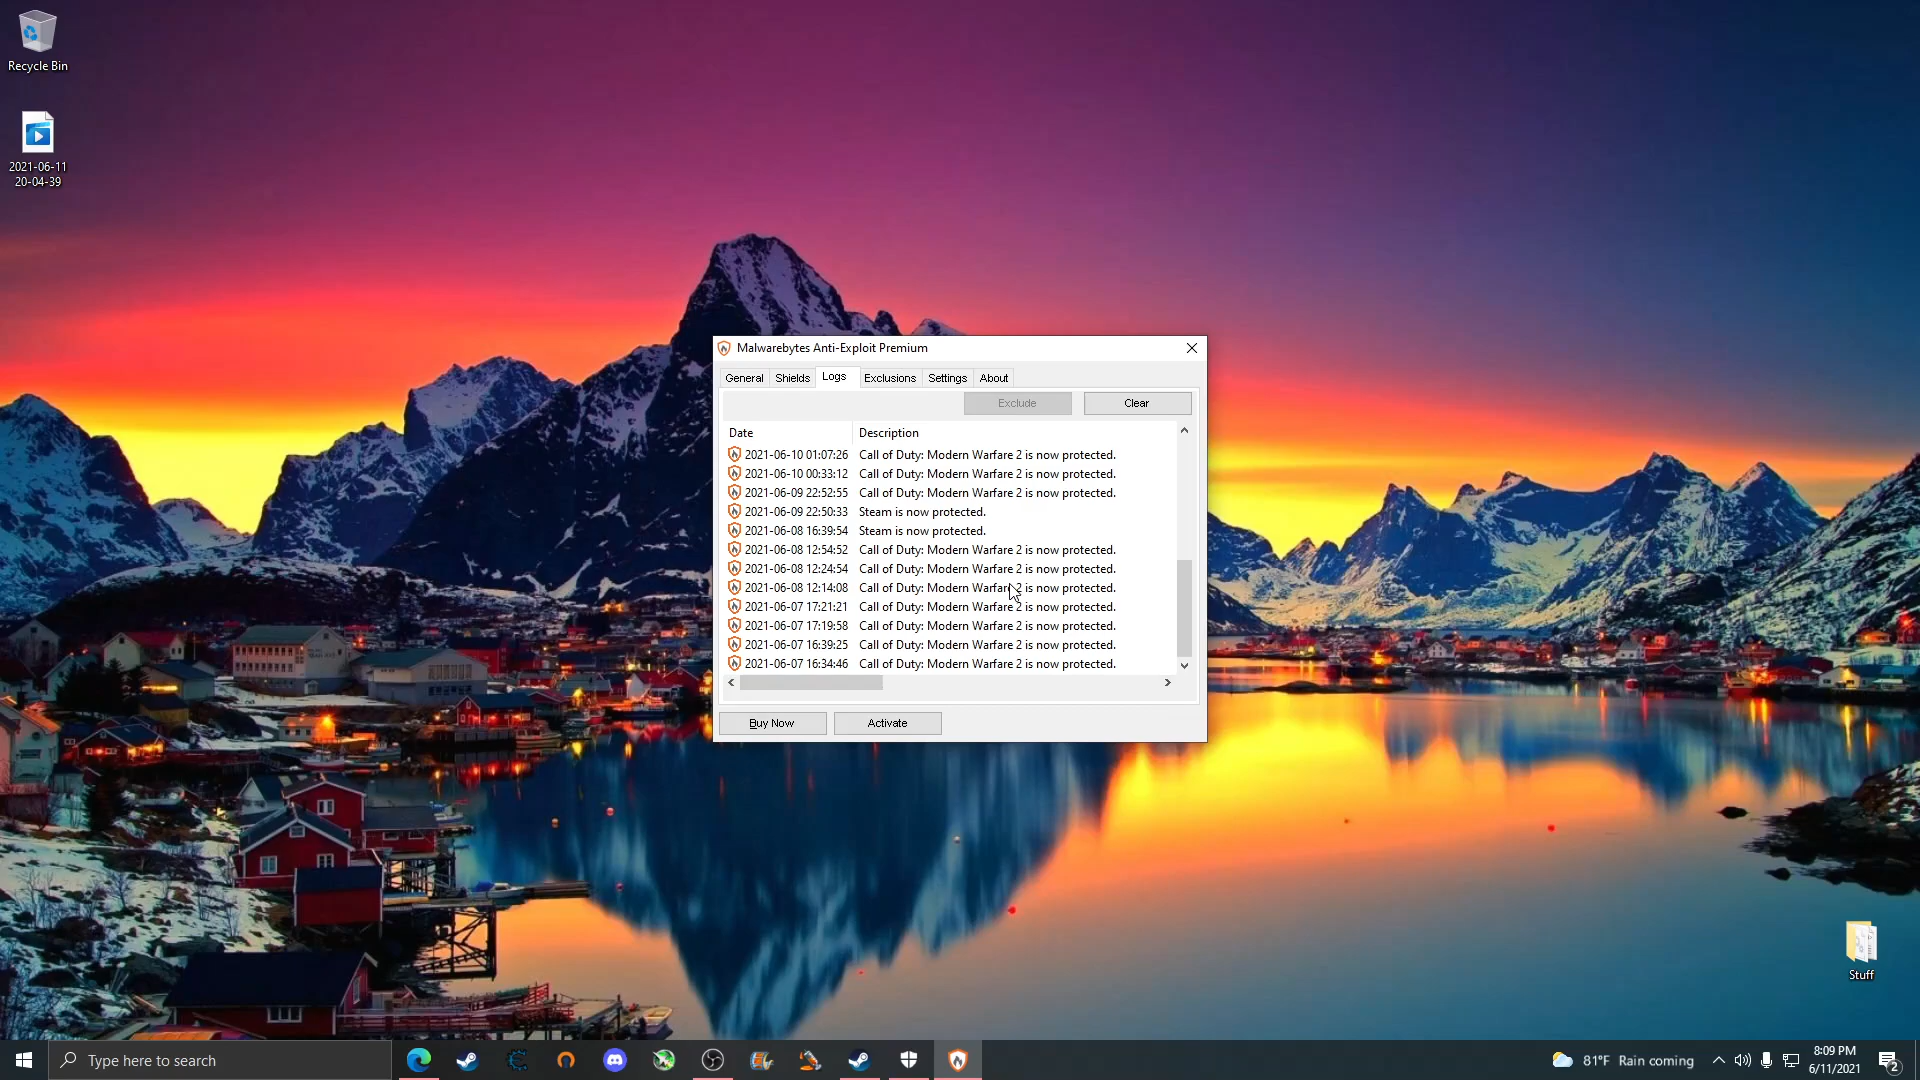 Recycle Bin
2021-06-11
20-04-39
Malwarebytes Anti-Exploit Premium
General Shields Logs Exclusions Settings About
Exclude Clear
Date Description
2021-06-10 01:07:26 Call of Duty: Modern Warfare 2 is now protected.
2021-06-10 00:33:12 Call of Duty: Modern Warfare 2 is now protected.
2021-06-09 22:52:55 Call of Duty: Modern Warfare 2 is now protected.
2021-06-09 22:50:33 Steam is now protected.
2021-06-08 16:39:54 Steam is now protected.
2021-06-08 12:54:52 Call of Duty: Modern Warfare 2 is now protected.
2021-06-08 12:24:54 Call of Duty: Modern Warfare 2 is now protected.
2021-06-08 12:14:08 Call of Duty: Modern Warfare 2 is now protected.
2021-06-07 17:21:21 Call of Duty: Modern Warfare 2 is now protected.
2021-06-07 17:19:58 Call of Duty: Modern Warfare 2 is now protected.
2021-06-07 16:39:25 Call of Duty: Modern Warfare 2 is now protected.
2021-06-07 16:34:46 Call of Duty: Modern Warfare 2 is now protected.
Buy Now Activate
Stuff
Type here to search
81°F Rain coming
8:09 PM
6/11/2021
2